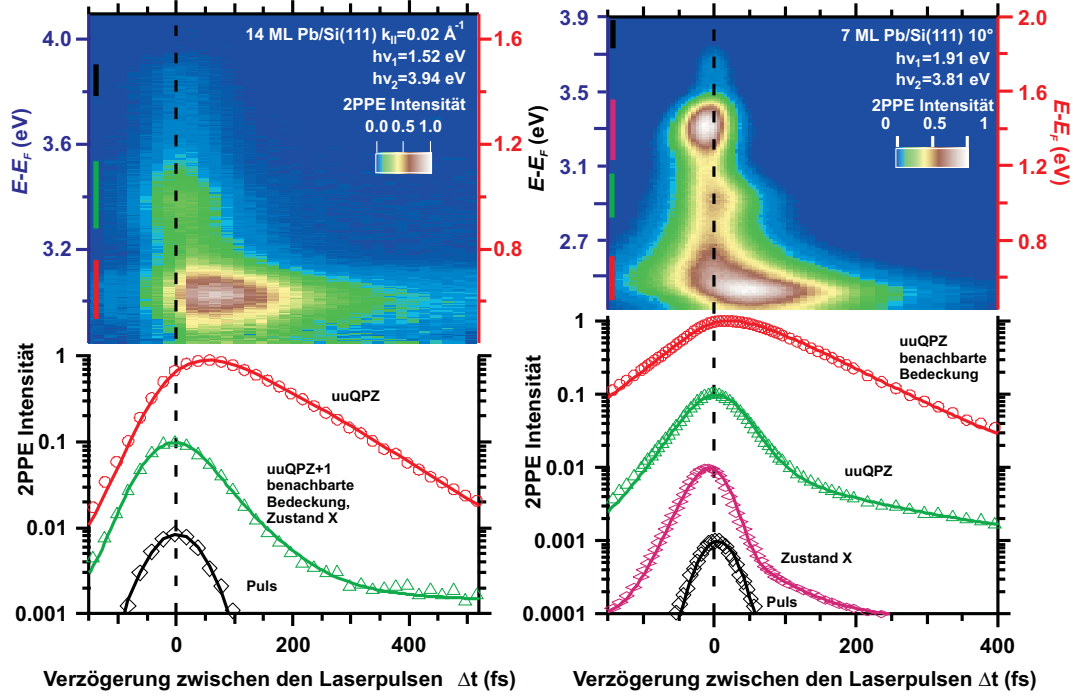 14 ML Pb/Si(111) k||=0.02 Å⁻¹
hν₁=1.52 eV
hν₂=3.94 eV
2PPE Intensität
0.0 0.5 1.0
E-E_F (eV)
4.0
3.6
3.2
1.6
1.2
0.8
2PPE Intensität
1
0.1
0.01
0.001
uuQPZ
uuQPZ+1
benachbarte
Bedeckung,
Zustand X
Puls
0 200 400
Verzögerung zwischen den Laserpulsen Δt (fs)
7 ML Pb/Si(111) 10°
hν₁=1.91 eV
hν₂=3.81 eV
2PPE Intensität
0 0.5 1
E-E_F (eV)
3.9
3.5
3.1
2.7
2.0
1.6
1.2
0.8
0.4
E-E_F (eV)
2PPE Intensität
1
0.1
0.01
0.001
0.0001
uuQPZ
benachbarte
Bedeckung
uuQPZ
Zustand X
Puls
0 200 400
Verzögerung zwischen den Laserpulsen Δt (fs)